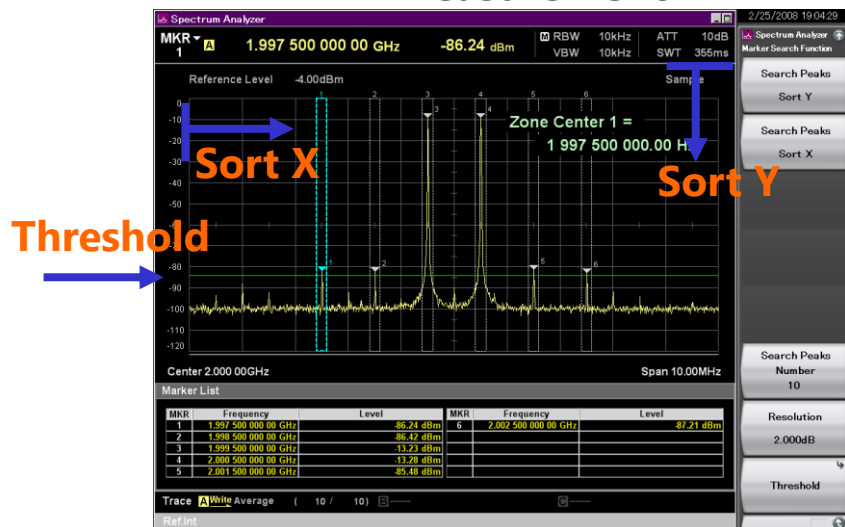 Spectrum Analyzer
2/25/2008 19:04:29
MKR 1 A 1.997 500 000 00 GHz -86.24 dBm
M RBW 10kHz ATT 10dB
VBW 10kHz SWT 355ms
Spectrum Analyzer
Marker Search Function
Search Peaks
Sort Y
Search Peaks
Sort X
Search Peaks
Number
10
Resolution
2.000dB
Threshold
Reference Level -4.00dBm
1 2 3 4 5 6
Zone Center 1 =
1 997 500 000.00 H
Sort X
Sort Y
Threshold
0
-10
-20
-30
-40
-50
-80
-90
-100
-110
-120
3 4
1 2 5 6
Center 2.000 00GHz Span 10.00MHz
Marker List
MKR Frequency Level MKR Frequency Level
1 1.997 500 000 00 GHz -86.24 dBm 6 2.002 500 000 00 GHz -87.21 dBm
2 1.998 500 000 00 GHz -86.42 dBm
3 1.999 500 000 00 GHz -13.23 dBm
4 2.000 500 000 00 GHz -13.28 dBm
5 2.001 500 000 00 GHz -85.48 dBm
Trace A Write Average ( 10 / 10) B C
Ref.Int